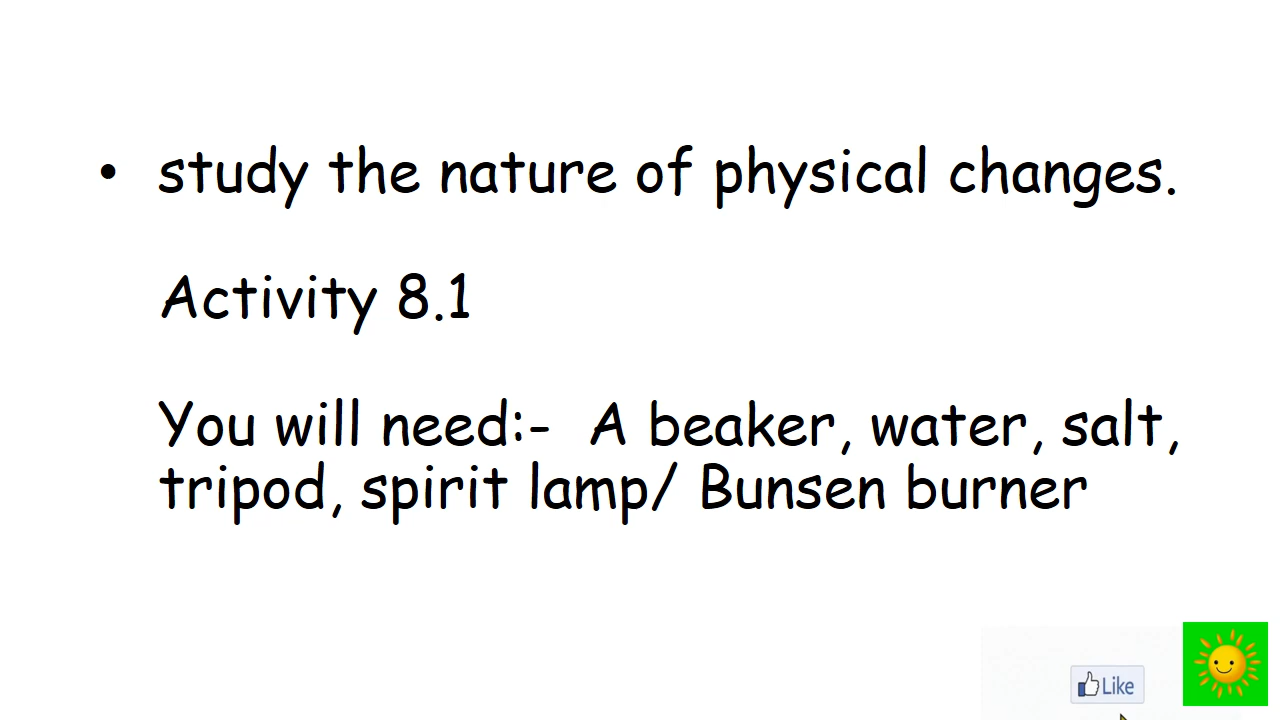 • study the nature of physical changes.
Activity 8.1
You will need:- A beaker, water, salt,
tripod, spirit lamp/ Bunsen burner
Like